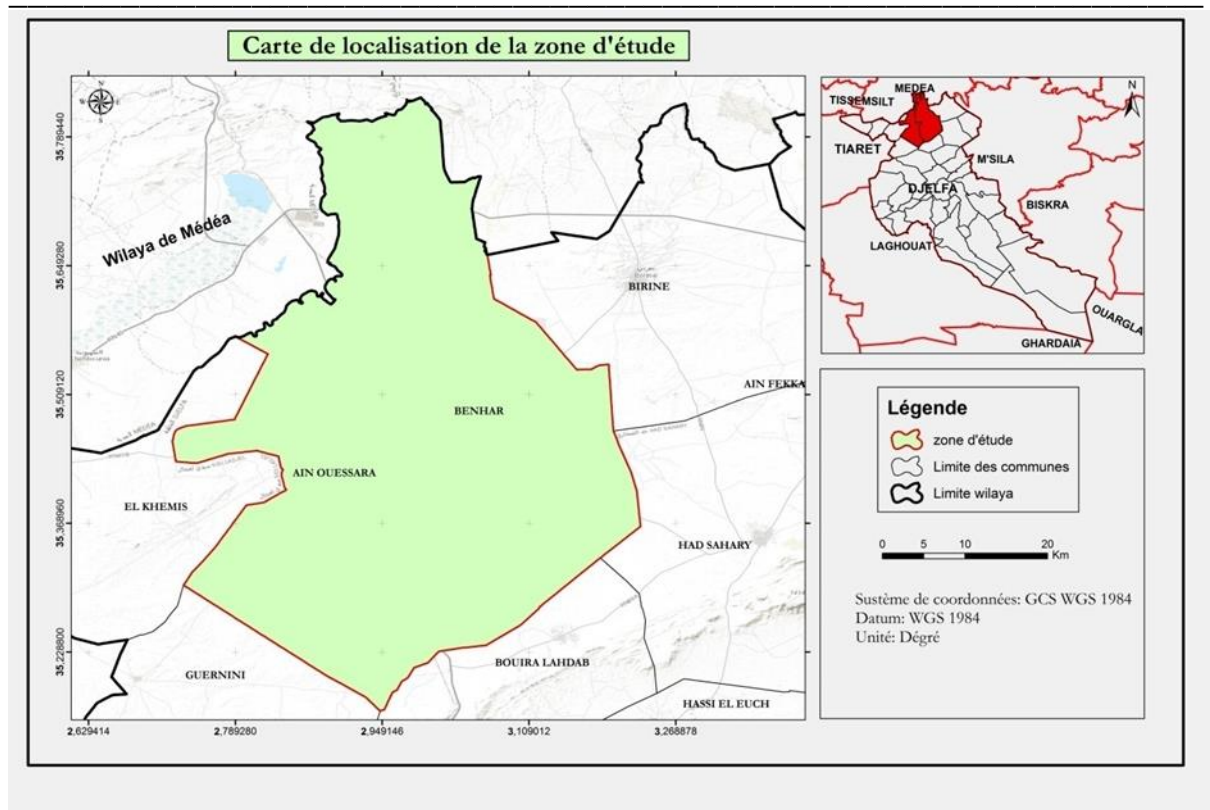 Carte de localisation de la zone d'étude
N
S
35,789440
35,649280
35,509120
35,368960
35,228800
2,629414
2,789280
2,949146
3,109012
3,268878
Wilaya de Médéa
BIRINE
AIN FEKKA
BENHAR
AIN OUESSARA
EL KHEMIS
HAD SAHARY
BOUIRA LAHDAB
GUERNINI
HASSI EL EUCH
N
MEDEA
TISSEMSILT
TIARET
M'SILA
DJELFA
BISKRA
LAGHOUAT
OUARGLA
GHARDAIA
Légende
zone d'étude
Limite des communes
Limite wilaya
0 5 10 20
Km
Sustème de coordonnées: GCS WGS 1984
Datum: WGS 1984
Unité: Dégré